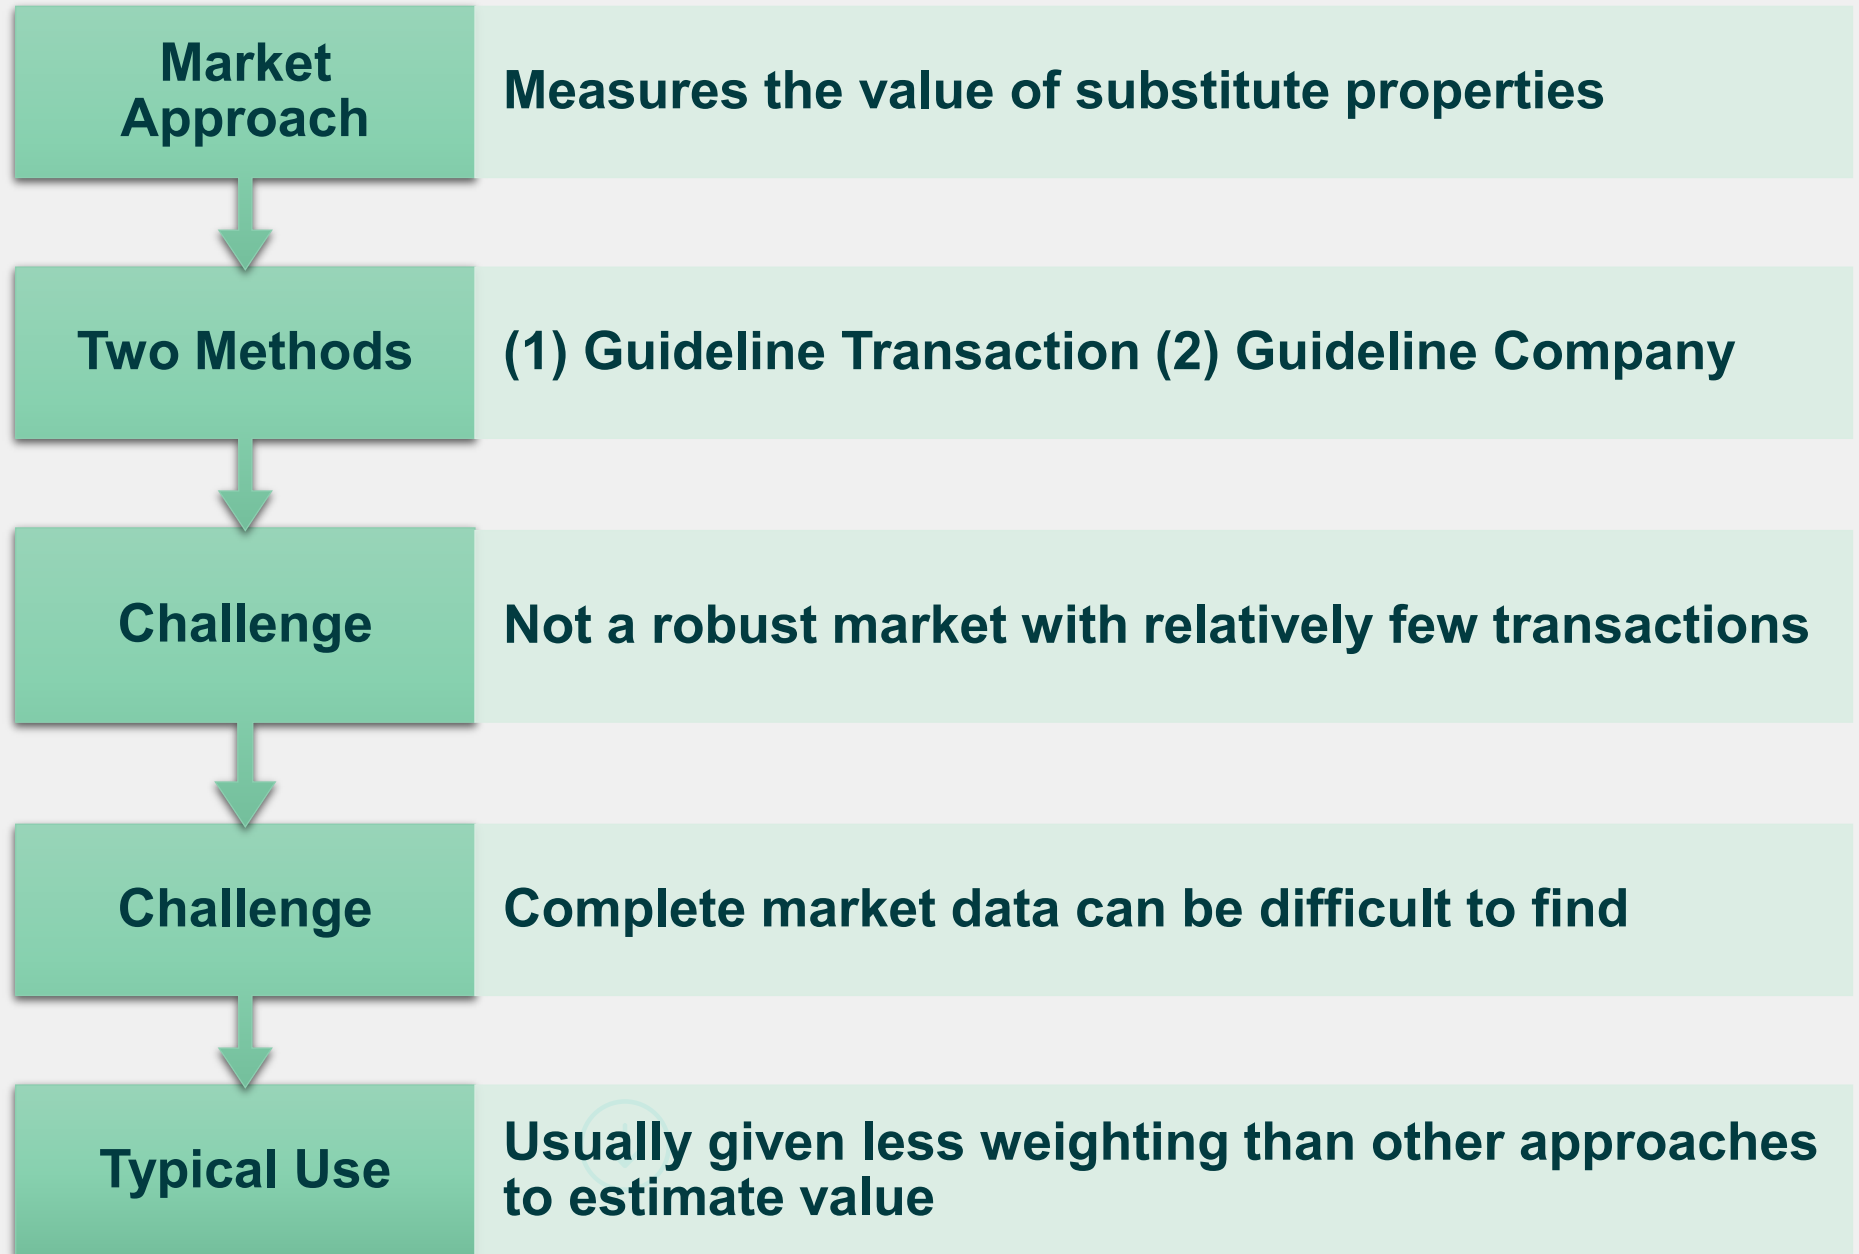 Market
Approach
Measures the value of substitute properties
Two Methods
(1) Guideline Transaction (2) Guideline Company
Challenge
Not a robust market with relatively few transactions
Challenge
Complete market data can be difficult to find
Typical Use
Usually given less weighting than other approaches
to estimate value